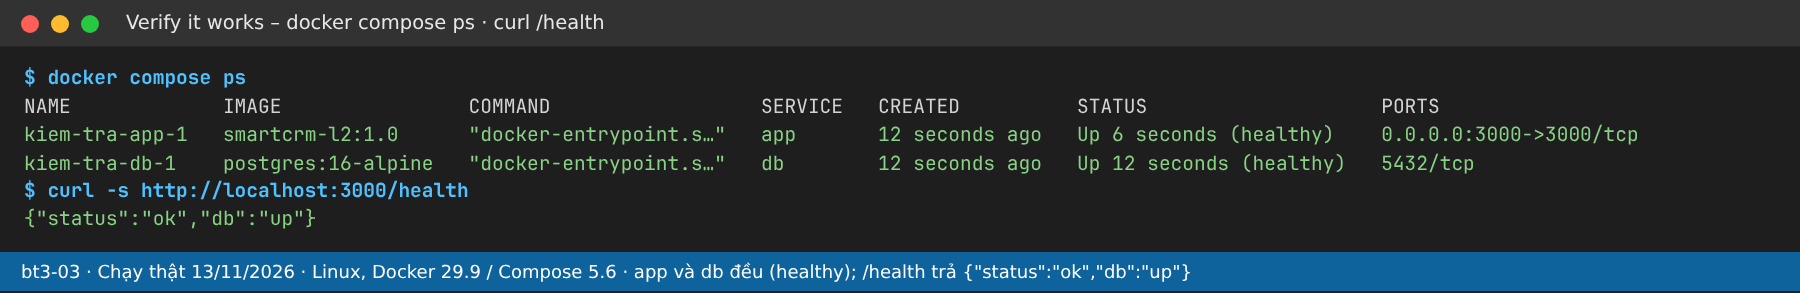 Verify it works – docker compose ps · curl /health
$ docker compose ps
NAME IMAGE COMMAND SERVICE CREATED STATUS PORTS
kiem-tra-app-1 smartcrm-l2:1.0 "docker-entrypoint.s…" app 12 seconds ago Up 6 seconds (healthy) 0.0.0.0:3000->3000/tcp
kiem-tra-db-1 postgres:16-alpine "docker-entrypoint.s…" db 12 seconds ago Up 12 seconds (healthy) 5432/tcp
$ curl -s http://localhost:3000/health
{"status":"ok","db":"up"}
bt3-03 · Chạy thật 13/11/2026 · Linux, Docker 29.9 / Compose 5.6 · app và db đều (healthy); /health trả {"status":"ok","db":"up"}